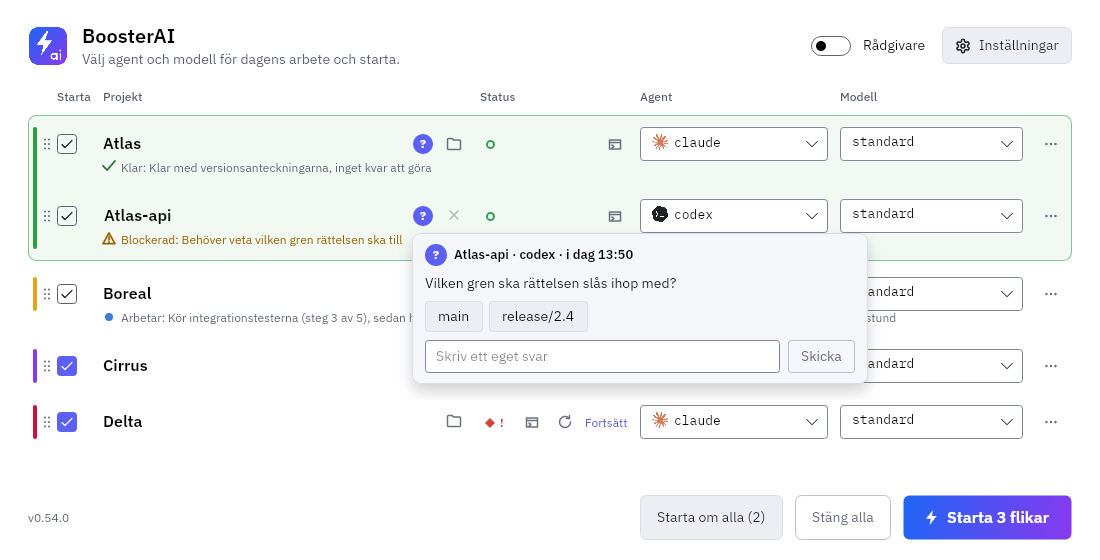 ai
BoosterAI
Välj agent och modell för dagens arbete och starta.
Rådgivare
Inställningar
Starta Projekt Status Agent Modell
Atlas ? claude standard ...
Klar: Klar med versionsanteckningarna, inget kvar att göra
Atlas-api ? codex standard ...
Blockerad: Behöver veta vilken gren rättelsen ska till
? Atlas-api · codex · i dag 13:50
Vilken gren ska rättelsen slås ihop med?
main release/2.4
Skriv ett eget svar Skicka
Boreal ...
Arbetar: Kör integrationstesterna (steg 3 av 5), sedan
Cirrus standard ...
Delta ! Fortsätt claude standard ...
v0.54.0
Starta om alla (2) Stäng alla Starta 3 flikar